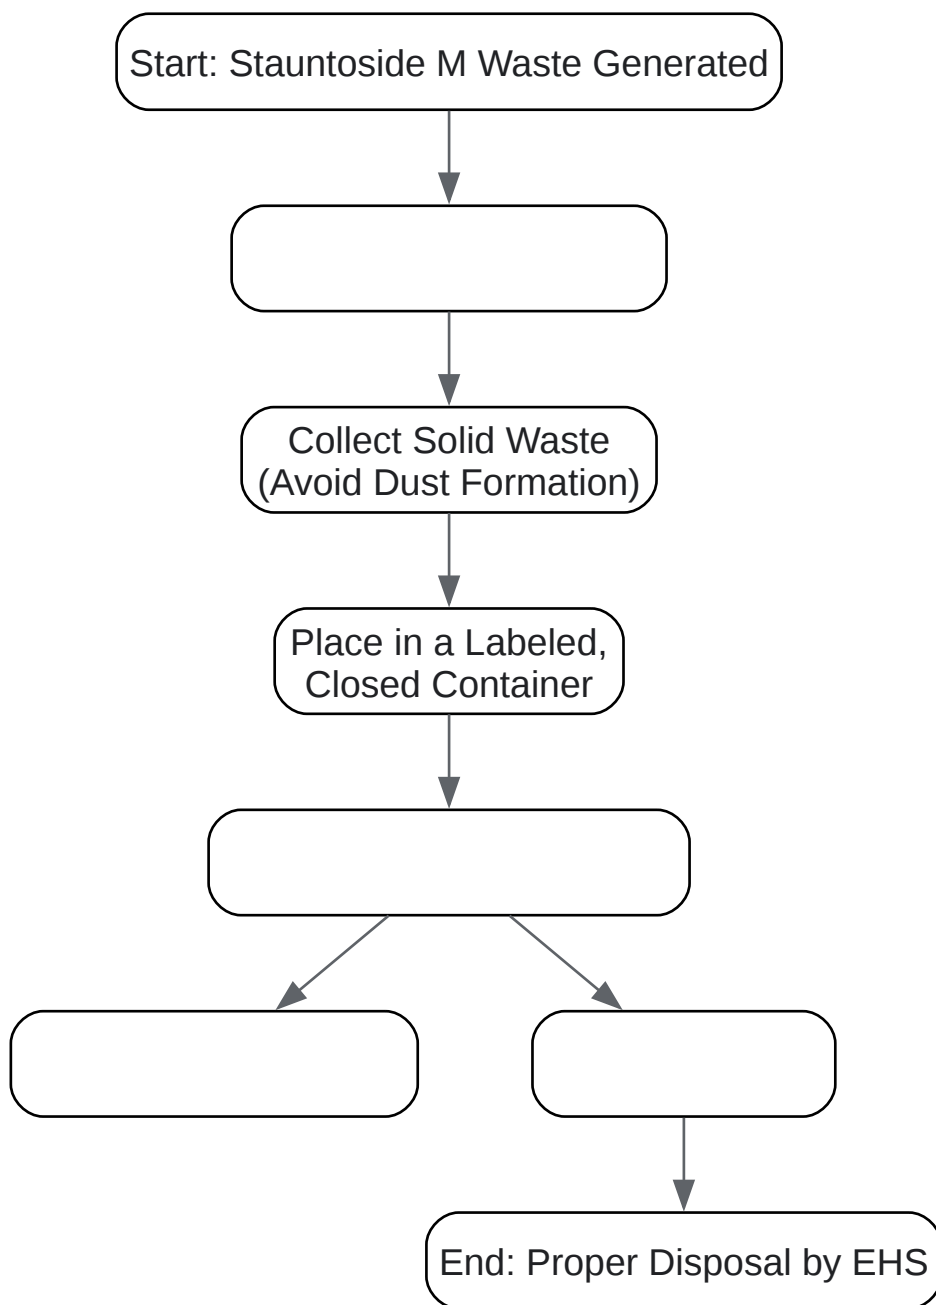 Start: Stauntoside M Waste Generated
Collect Solid Waste
(Avoid Dust Formation)
Place in a Labeled,
Closed Container
End: Proper Disposal by EHS